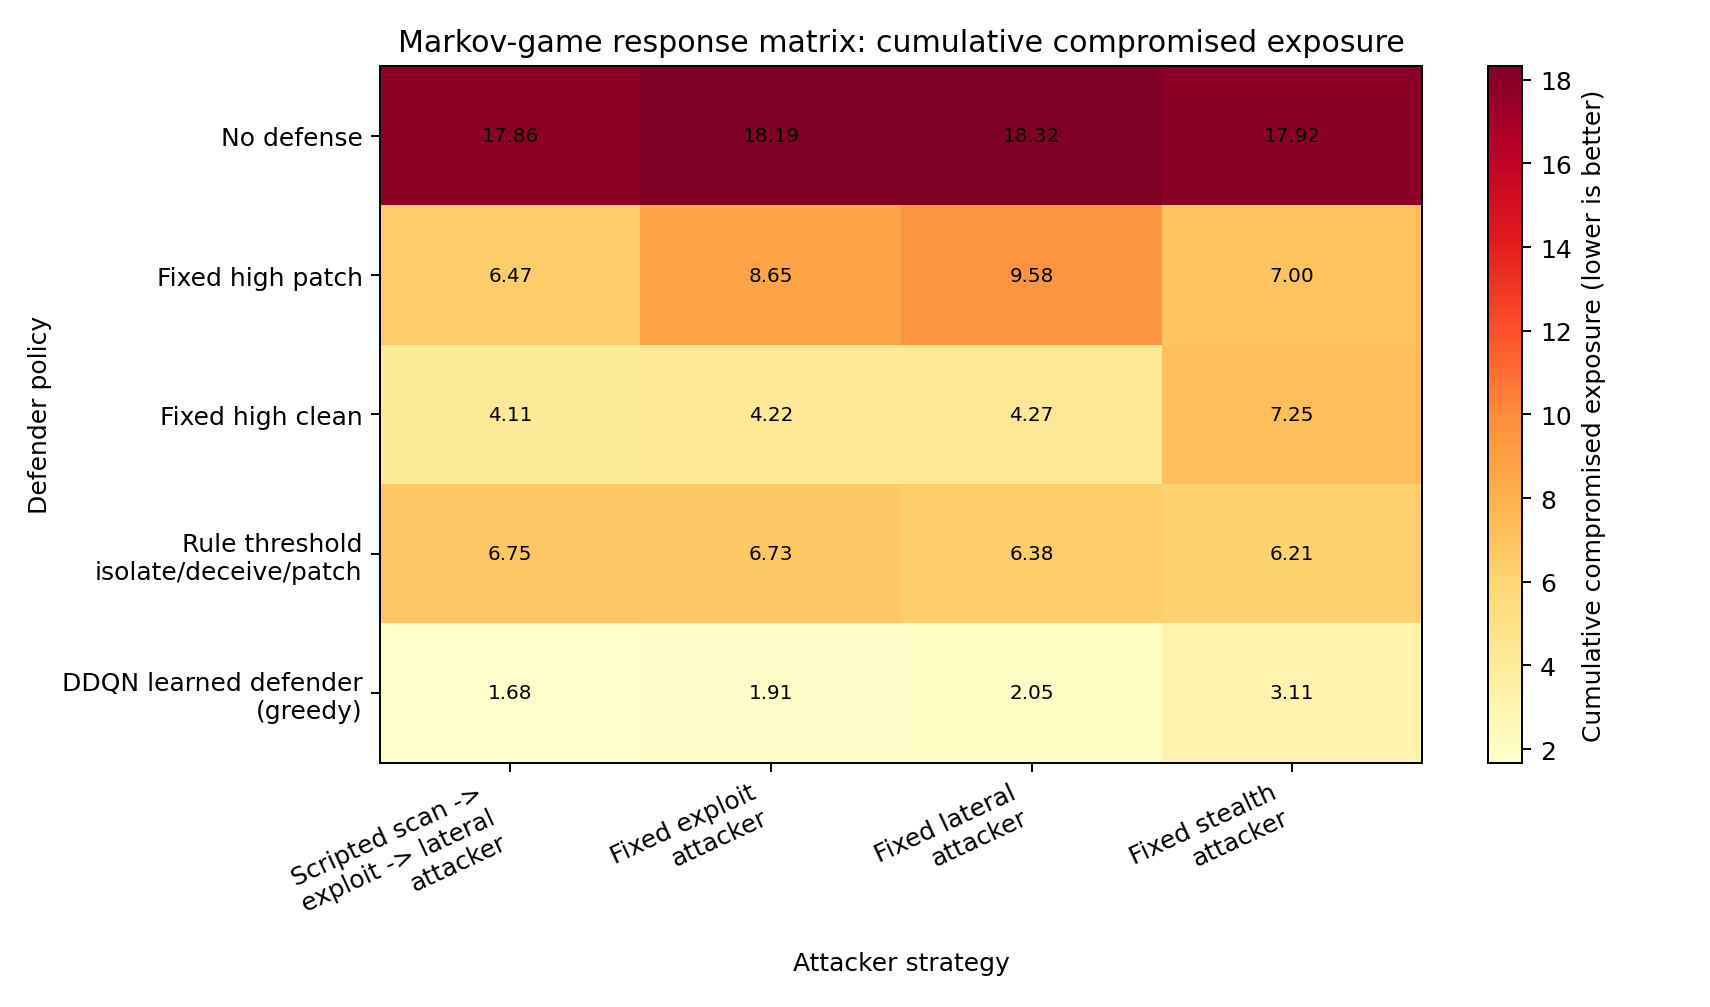 Markov-game response matrix: cumulative compromised exposure
Defender policy
No defense
17.86 18.19 18.32 17.92
Fixed high patch
6.47 8.65 9.58 7.00
Fixed high clean
4.11 4.22 4.27 7.25
Rule threshold
isolate/deceive/patch
6.75 6.73 6.38 6.21
DDQN learned defender
(greedy)
1.68 1.91 2.05 3.11
Scripted scan ->
exploit -> lateral
attacker
Fixed exploit
attacker
Fixed lateral
attacker
Fixed stealth
attacker
Attacker strategy
18
16
14
12
10
8
6
4
2
Cumulative compromised exposure (lower is better)